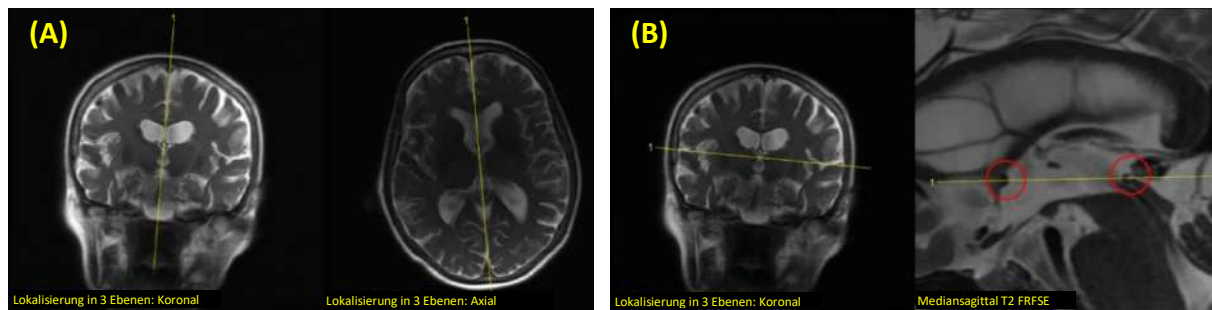 (A)
1
Lokalisierung in 3 Ebenen: Koronal
1
Lokalisierung in 3 Ebenen: Axial
(B)
1
Lokalisierung in 3 Ebenen: Koronal
1
Mediansagittal T2 FRFSE